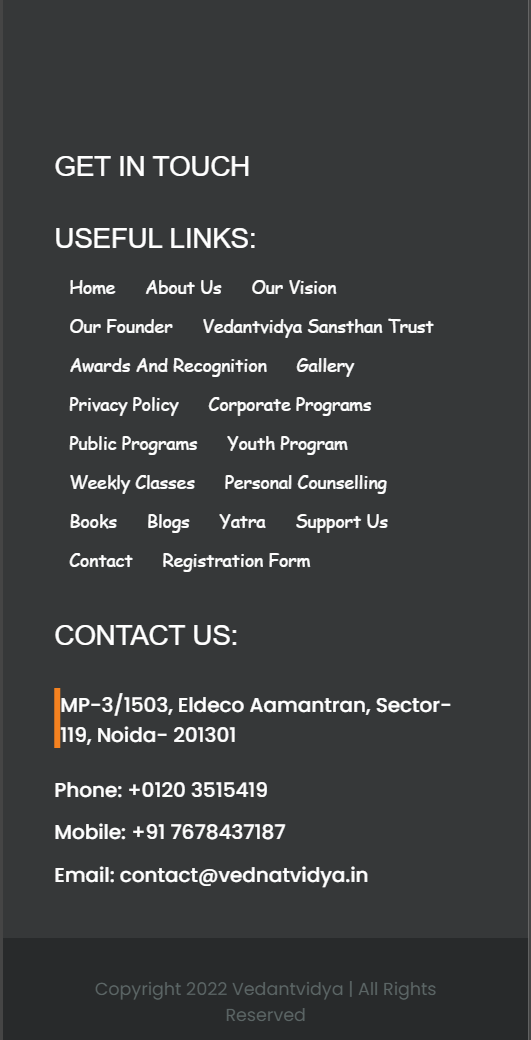 GET IN TOUCH
USEFUL LINKS:
Home About Us Our Vision
Our Founder Vedantvidya Sansthan Trust
Awards And Recognition Gallery
Privacy Policy Corporate Programs
Public Programs Youth Program
Weekly Classes Personal Counselling
Books Blogs Yatra Support Us
Contact Registration Form
CONTACT US:
MP-3/1503, Eldeco Aamantran, Sector-
119, Noida- 201301
Phone: +0120 3515419
Mobile: +91 7678437187
Email: contact@vednatvidya.in
Copyright 2022 Vedantvidya | All Rights
Reserved